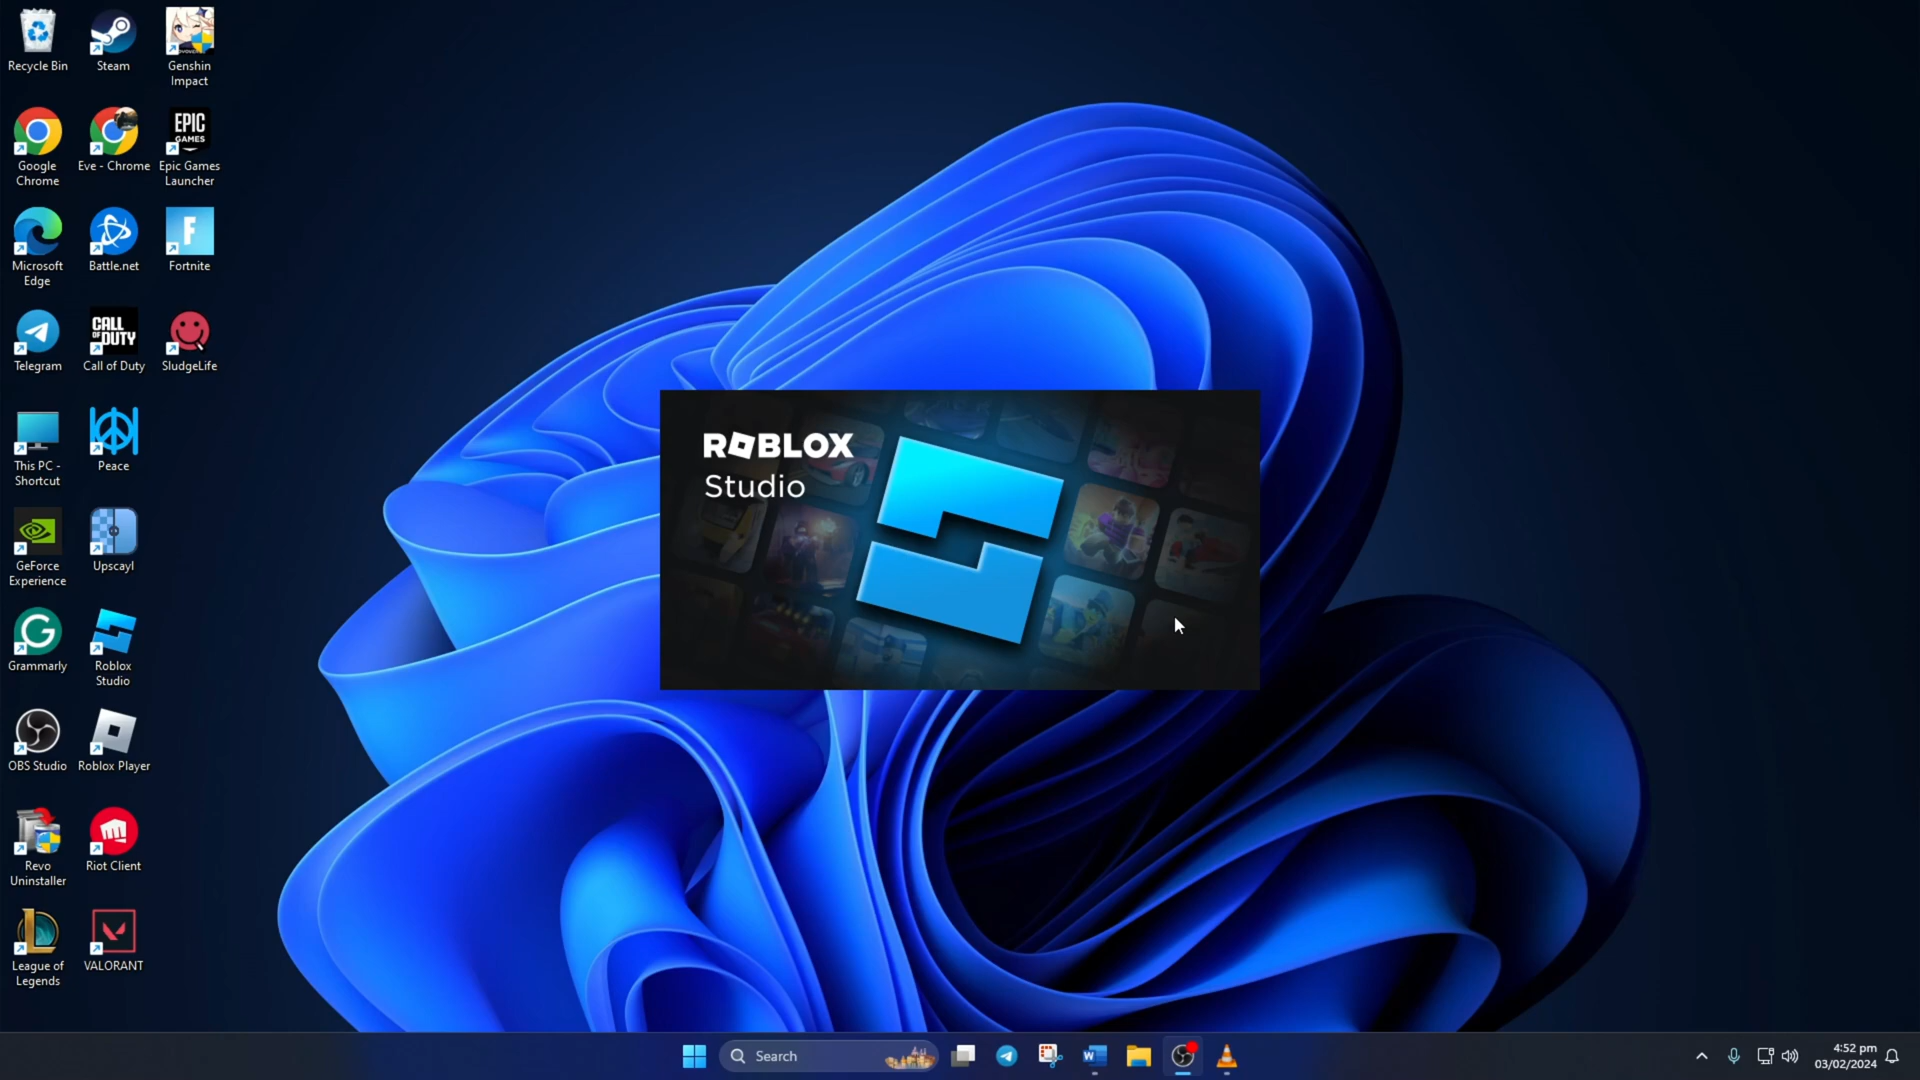 Recycle Bin
Steam
Genshin
Impact
Google
Chrome
Eve - Chrome
EPIC
GAMES
Epic Games
Launcher
Microsoft
Edge
Battle.net
F
Fortnite
Telegram
CALL
OF DUTY
Call of Duty
SludgeLife
This PC -
Shortcut
Peace
GeForce
Experience
Upscayl
Grammarly
Roblox
Studio
OBS Studio
Roblox Player
Revo
Uninstaller
Riot Client
League of
Legends
VALORANT
ROBLOX
Studio
Search
4:52 pm
03/02/2024